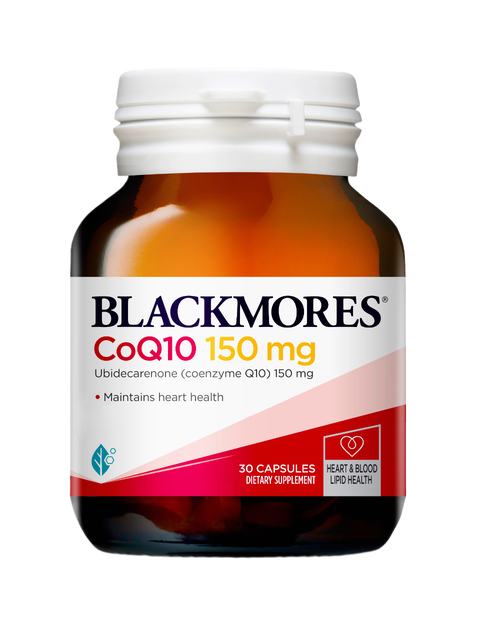 BLACKMORES®
CoQ10 150 mg
Ubidecarenone (coenzyme Q10) 150 mg
• Maintains heart health
30 CAPSULES
DIETARY SUPPLEMENT
HEART & BLOOD
LIPID HEALTH